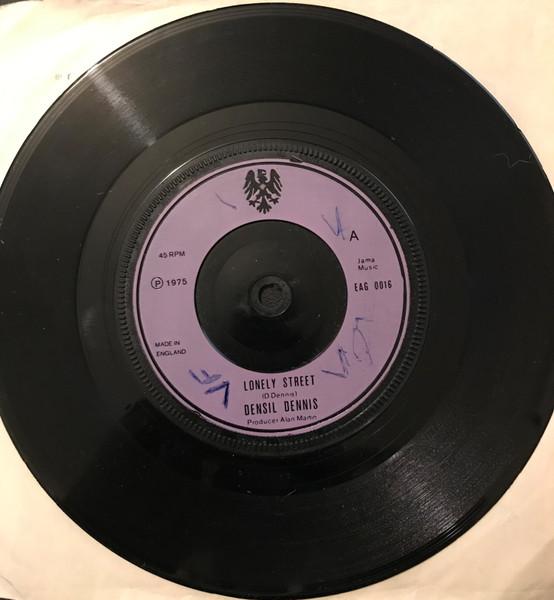 A
45 RPM
Jama
Music
Ⓟ 1975
EAG 0016
MADE IN
ENGLAND
LONELY STREET
(D.Dennis)
DENSIL DENNIS
Producer Alan Martin